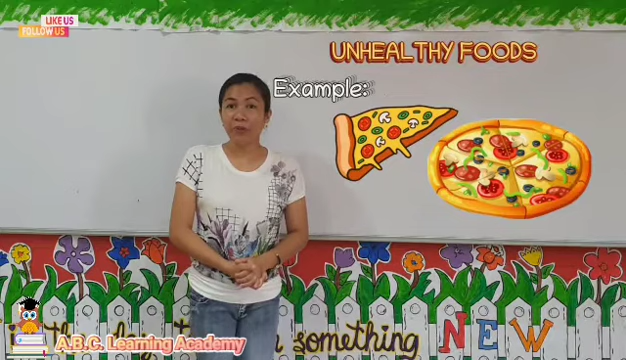 LIKE US
FOLLOW US
UNHEALTHY FOODS
Example:
something NEW
A.B.C. Learning Academy